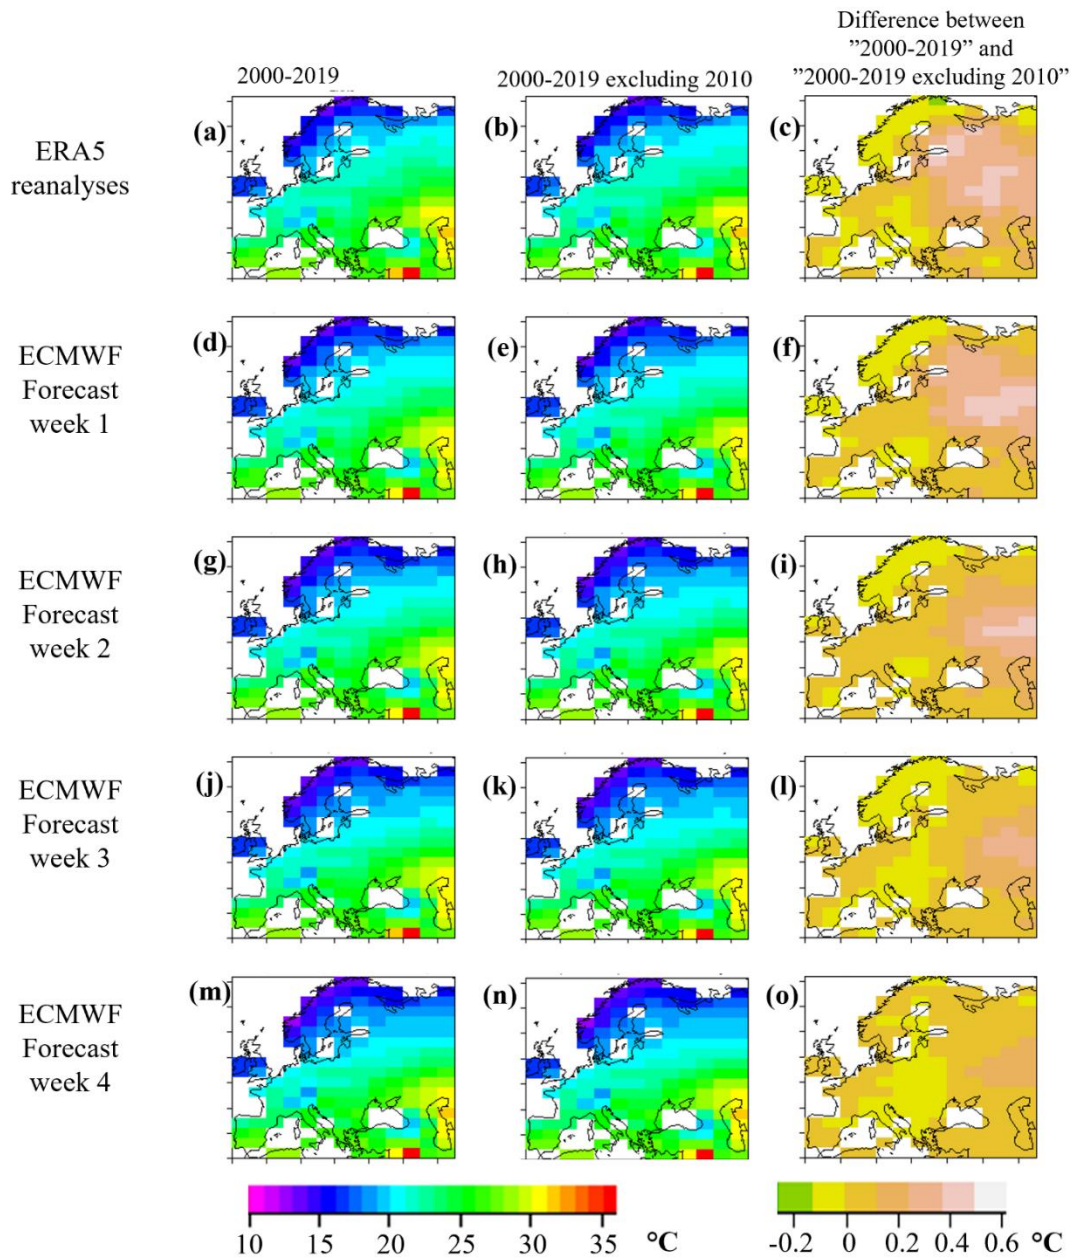 Difference between
”2000-2019” and
”2000-2019 excluding 2010”
2000-2019
2000-2019 excluding 2010
ERA5
reanalyses
(a)
(b)
(c)
ECMWF
Forecast
week 1
(d)
(e)
(f)
ECMWF
Forecast
week 2
(g)
(h)
(i)
ECMWF
Forecast
week 3
(j)
(k)
(l)
ECMWF
Forecast
week 4
(m)
(n)
(o)
10 15 20 25 30 35 °C
-0.2 0 0.2 0.4 0.6 °C